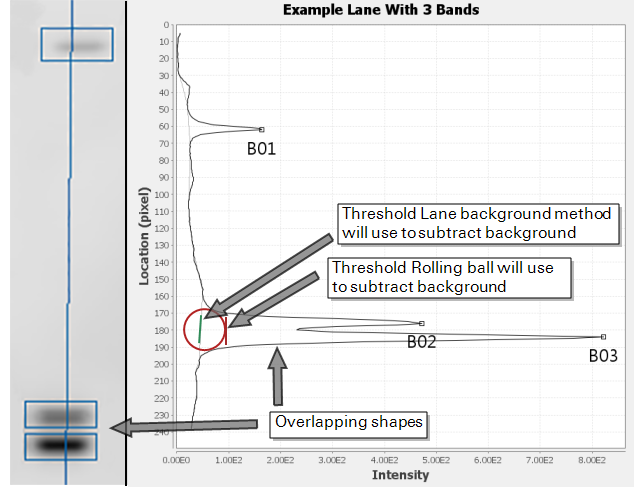 Example Lane With 3 Bands
0
10
20
30
40
50
60
70
80
90
100
110
120
130
140
150
160
170
180
190
200
210
220
230
240
Location (pixel)
B01
Threshold Lane background method
will use to subtract background
Threshold Rolling ball will use
to subtract background
B02
B03
Overlapping shapes
0.00E0 1.00E2 2.00E2 3.00E2 4.00E2 5.00E2 6.00E2 7.00E2 8.00E2
Intensity